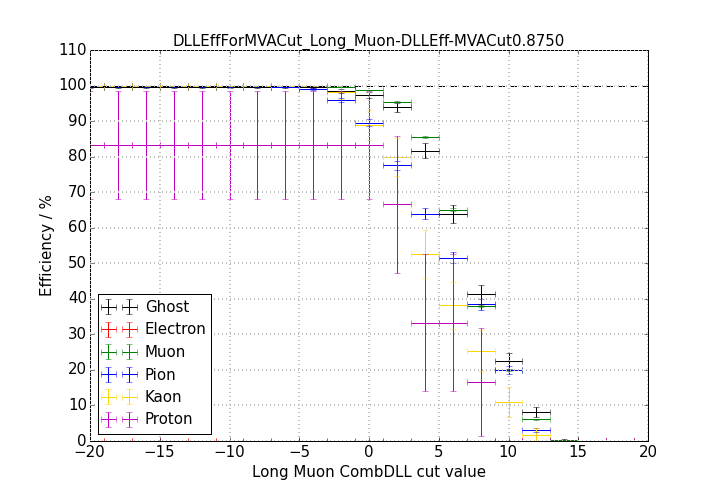 DLLEffForMVACut_Long_Muon-DLLEff-MVACut0.8750
110
100
90
80
70
60
50
40
30
20
10
0
Efficiency / %
Ghost
Electron
Muon
Pion
Kaon
Proton
−20 −15 −10 −5 0 5 10 15 20
Long Muon CombDLL cut value